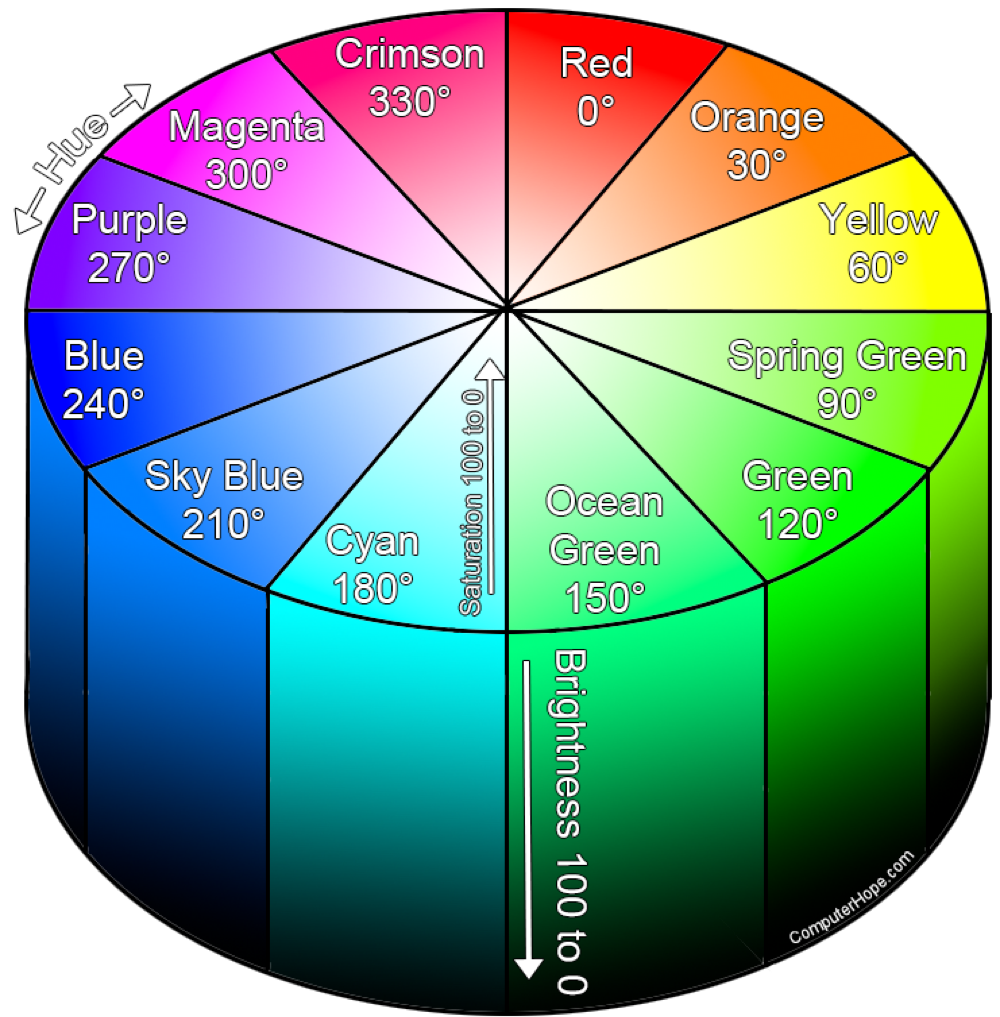 Crimson
330°
Red
0°
Orange
30°
Yellow
60°
Spring Green
90°
Green
120°
Ocean
Green
150°
Cyan
180°
Sky Blue
210°
Blue
240°
Purple
270°
Magenta
300°
Hue
Saturation 100 to 0
Brightness 100 to 0
ComputerHope.com